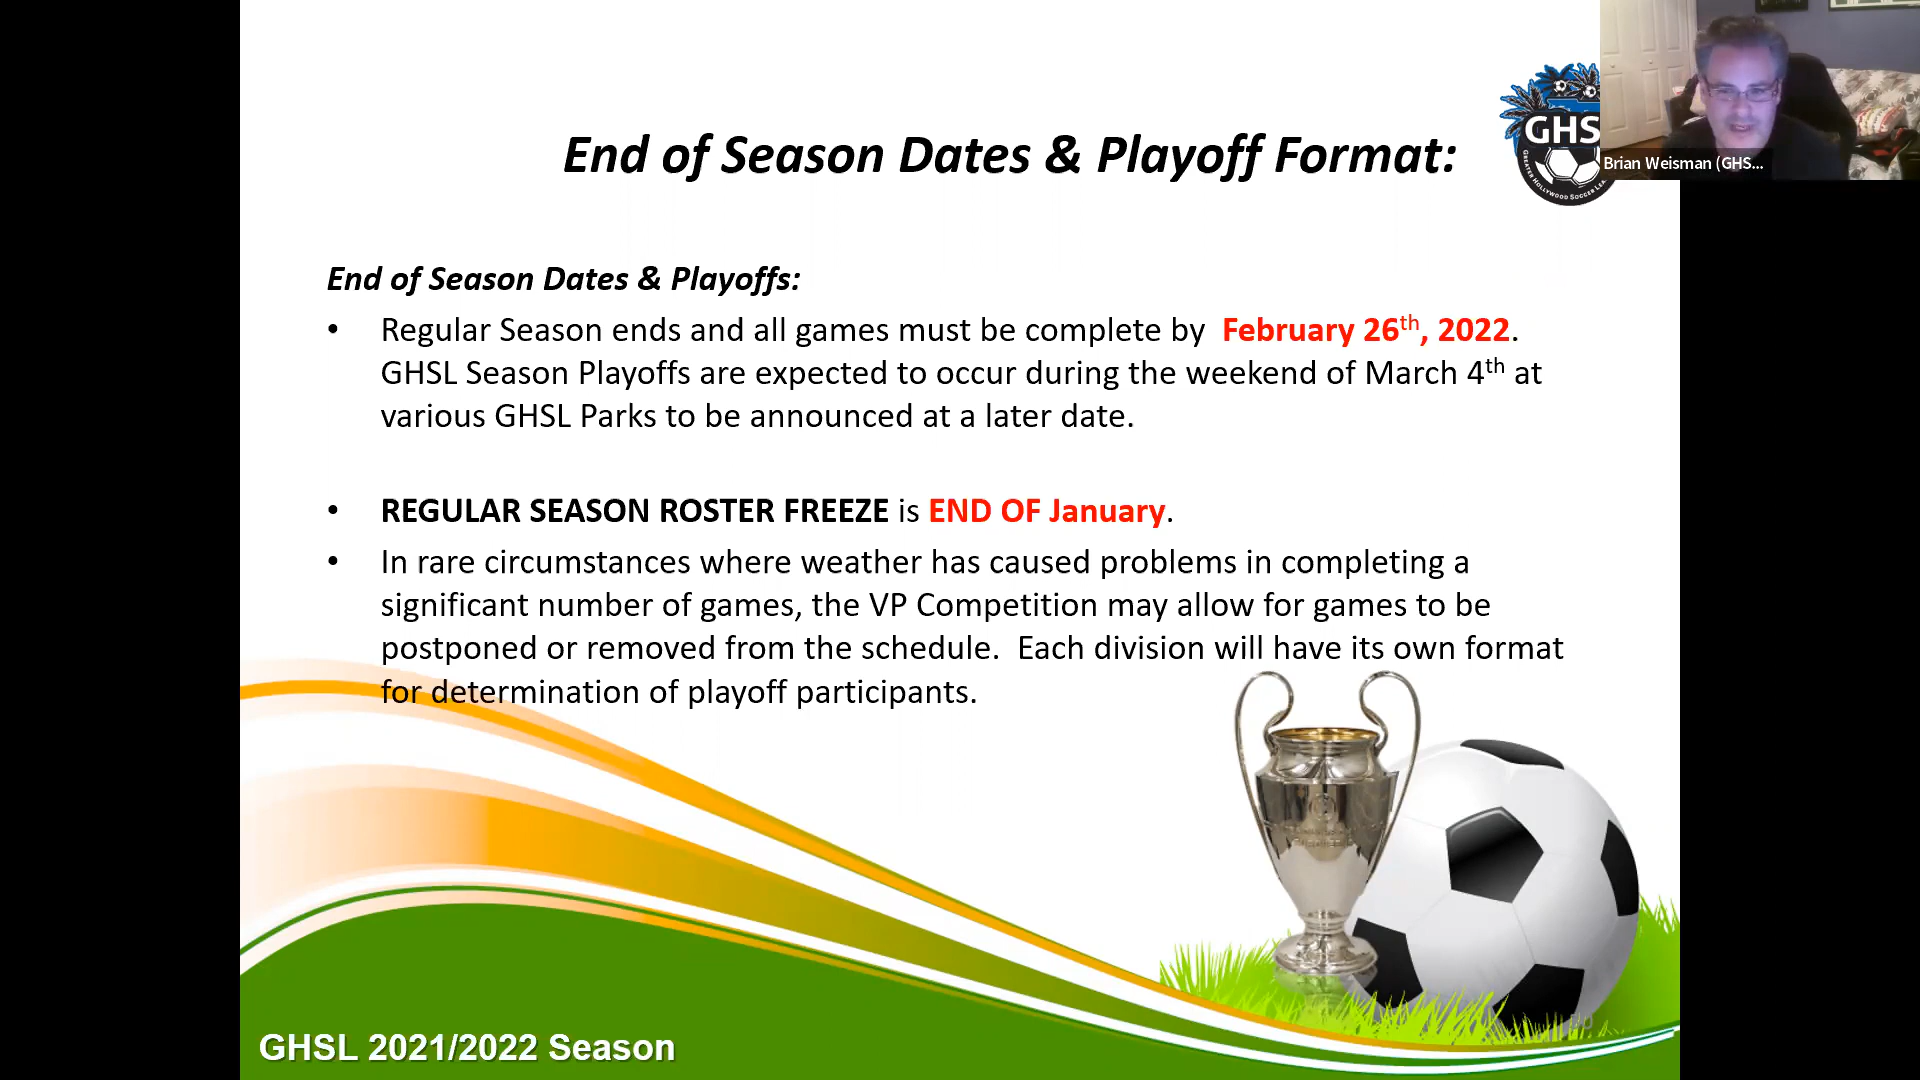 End of Season Dates & Playoff Format:
GHS
GREATER HOLLYWOOD SOCCER LEA
Brian Weisman (GHS...
End of Season Dates & Playoffs:
• Regular Season ends and all games must be complete by February 26th, 2022.
GHSL Season Playoffs are expected to occur during the weekend of March 4th at
various GHSL Parks to be announced at a later date.
• REGULAR SEASON ROSTER FREEZE is END OF January.
• In rare circumstances where weather has caused problems in completing a
significant number of games, the VP Competition may allow for games to be
postponed or removed from the schedule. Each division will have its own format
for determination of playoff participants.
GHSL 2021/2022 Season